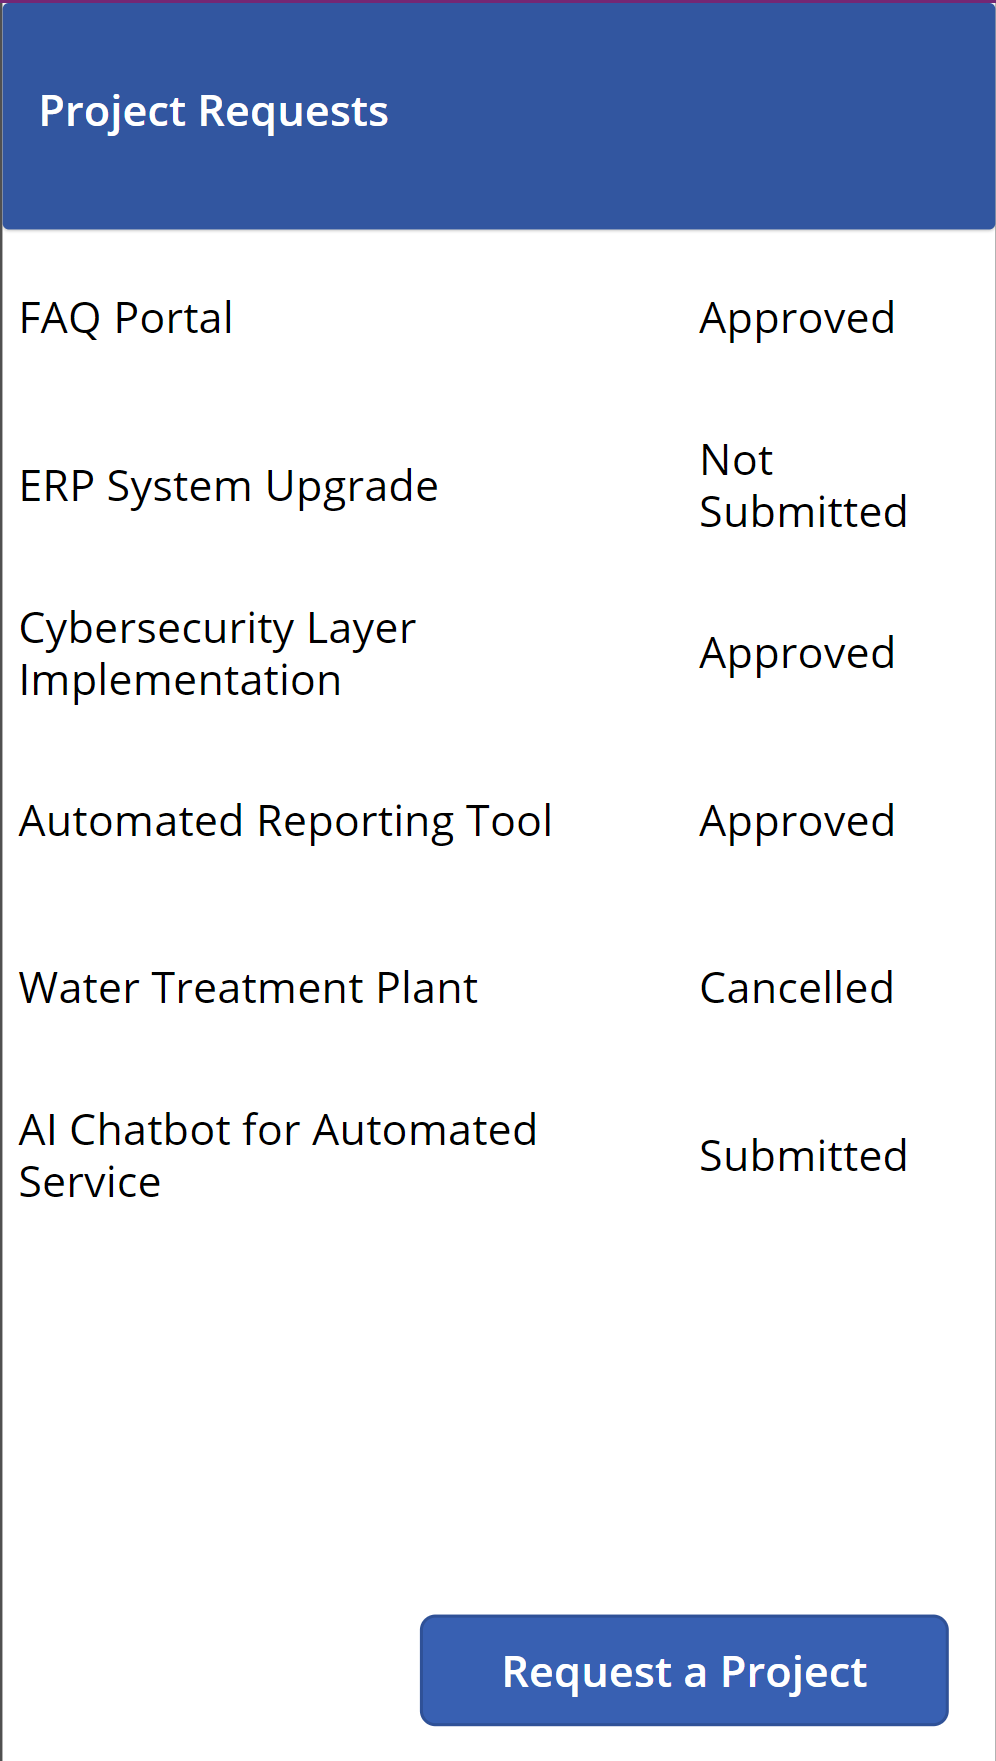 Project Requests
FAQ Portal Approved
ERP System Upgrade Not
Submitted
Cybersecurity Layer
Implementation Approved
Automated Reporting Tool Approved
Water Treatment Plant Cancelled
AI Chatbot for Automated
Service Submitted
Request a Project